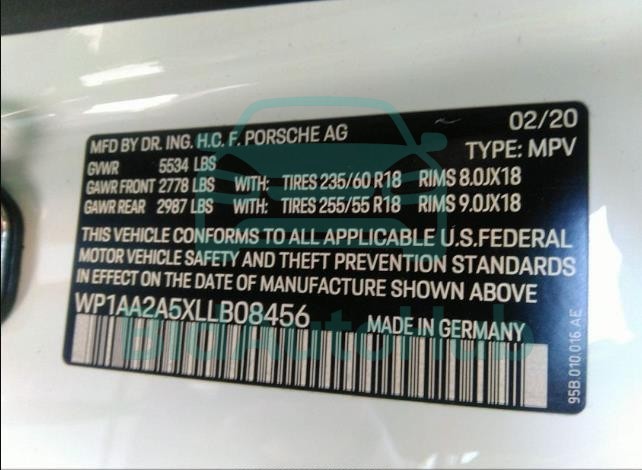 02/20
MFD BY DR. ING. H.C. F. PORSCHE AG
TYPE: MPV
GVWR 5534 LBS
GAWR FRONT 2778 LBS WITH: TIRES 235/60 R18 RIMS 8.0JX18
GAWR REAR 2987 LBS WITH: TIRES 255/55 R18 RIMS 9.0JX18
THIS VEHICLE CONFORMS TO ALL APPLICABLE U.S.FEDERAL
MOTOR VEHICLE SAFETY AND THEFT PREVENTION STANDARDS
IN EFFECT ON THE DATE OF MANUFACTURE SHOWN ABOVE
WP1AA2A5XLLB08456 MADE IN GERMANY
95B.010.016.AE
BidAutoHub